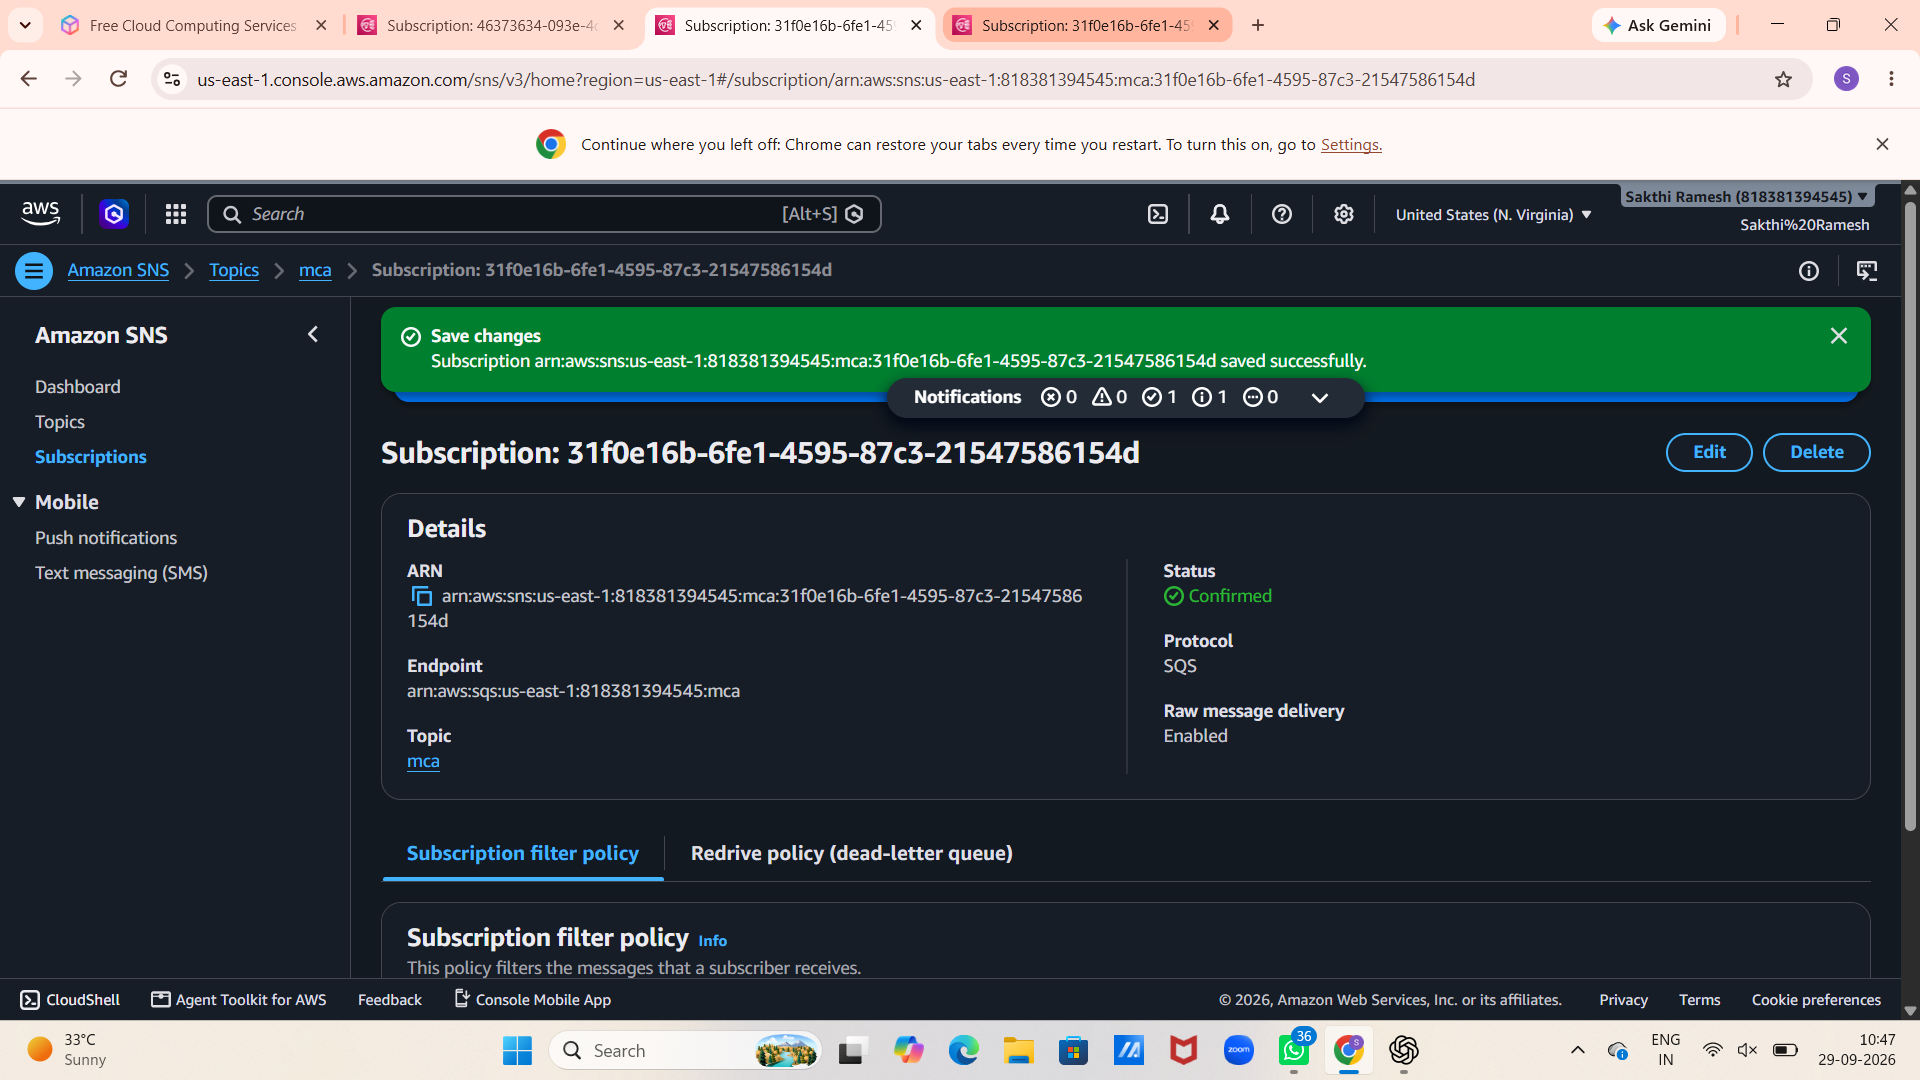 Free Cloud Computing Services
Subscription: 46373634-093e-4c
Subscription: 31f0e16b-6fe1-459
Subscription: 31f0e16b-6fe1-459
Ask Gemini
us-east-1.console.aws.amazon.com/sns/v3/home?region=us-east-1#/subscription/arn:aws:sns:us-east-1:818381394545:mca:31f0e16b-6fe1-4595-87c3-21547586154d
S
Continue where you left off: Chrome can restore your tabs every time you restart. To turn this on, go to Settings.
aws
Search
[Alt+S]
United States (N. Virginia)
Sakthi Ramesh (818381394545)
Sakthi%20Ramesh
Amazon SNS
Topics
mca
Subscription: 31f0e16b-6fe1-4595-87c3-21547586154d
Amazon SNS
Dashboard
Topics
Subscriptions
Mobile
Push notifications
Text messaging (SMS)
Save changes
Subscription arn:aws:sns:us-east-1:818381394545:mca:31f0e16b-6fe1-4595-87c3-21547586154d saved successfully.
Notifications 0 0 1 1 0
Subscription: 31f0e16b-6fe1-4595-87c3-21547586154d
Edit
Delete
Details
ARN
arn:aws:sns:us-east-1:818381394545:mca:31f0e16b-6fe1-4595-87c3-21547586
154d
Endpoint
arn:aws:sqs:us-east-1:818381394545:mca
Topic
mca
Status
Confirmed
Protocol
SQS
Raw message delivery
Enabled
Subscription filter policy
Redrive policy (dead-letter queue)
Subscription filter policy Info
This policy filters the messages that a subscriber receives.
CloudShell
Agent Toolkit for AWS
Feedback
Console Mobile App
© 2026, Amazon Web Services, Inc. or its affiliates.
Privacy
Terms
Cookie preferences
33°C
Sunny
Search
zoom
36
S
ENG
IN
10:47
29-09-2026